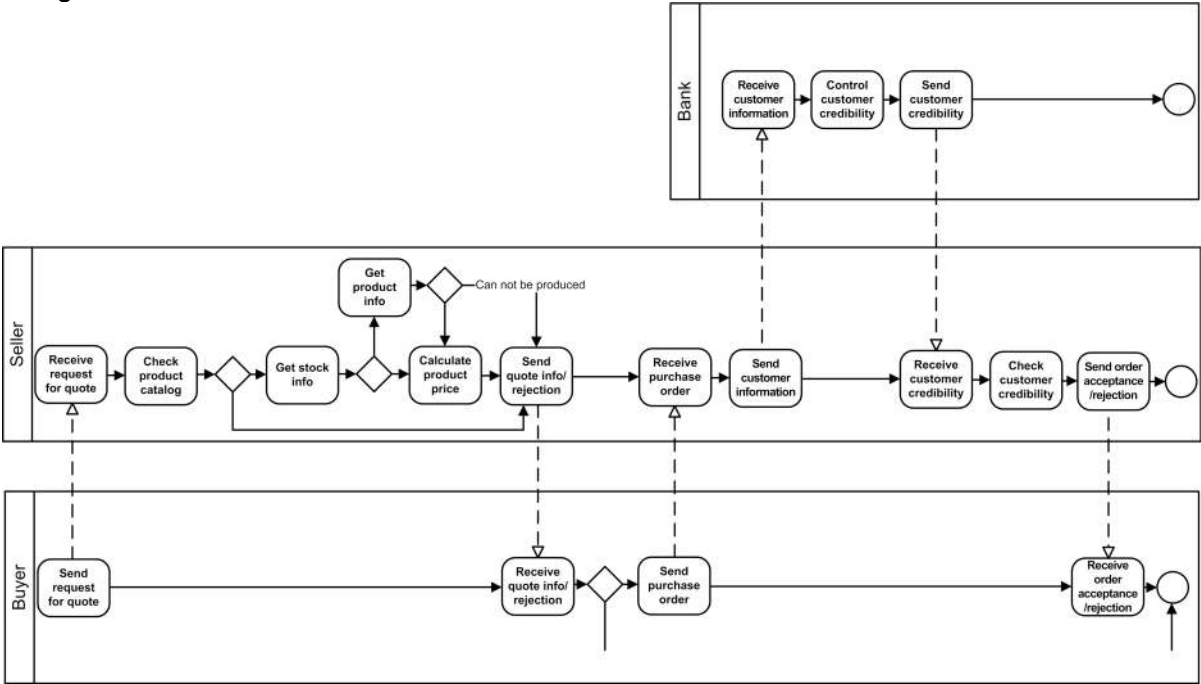 Bank
Receive
customer
information
Control
customer
credibility
Send
customer
credibility
Seller
Receive
request
for quote
Check
product
catalog
Get stock
info
Get
product
info
Can not be produced
Calculate
product
price
Send
quote info/
rejection
Receive
purchase
order
Send
customer
information
Receive
customer
credibility
Check
customer
credibility
Send order
acceptance
/rejection
Buyer
Send
request
for quote
Receive
quote info/
rejection
Send
purchase
order
Receive
order
acceptance
/rejection